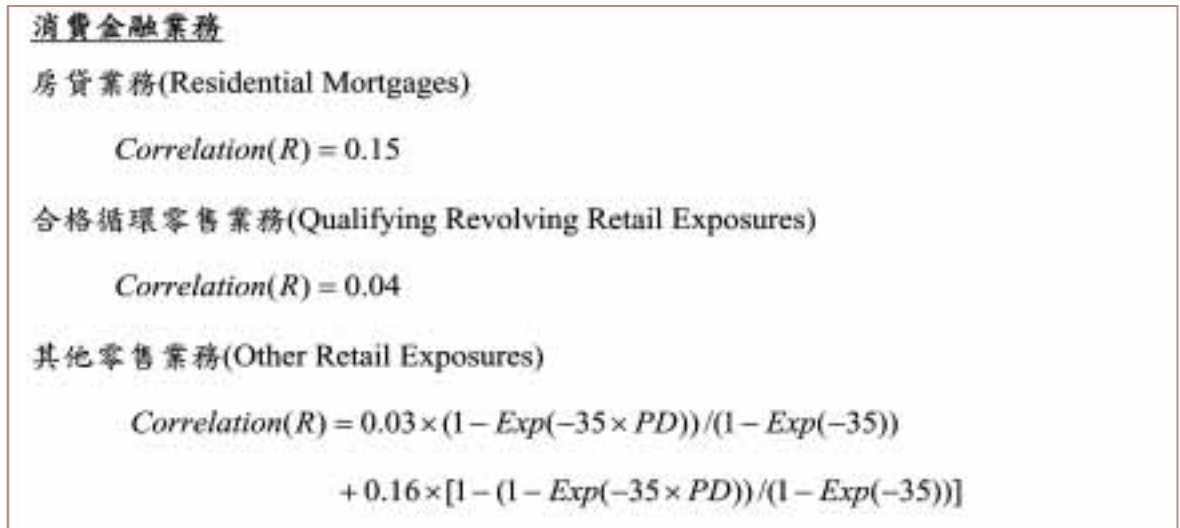 消費金融業務
房貸業務(Residential Mortgages)
Correlation(R) = 0.15
合格循環零售業務(Qualifying Revolving Retail Exposures)
Correlation(R) = 0.04
其他零售業務(Other Retail Exposures)
Correlation(R) = 0.03×(1−Exp(−35×PD))/(1−Exp(−35))
+0.16×[1−(1−Exp(−35×PD))/(1−Exp(−35))]